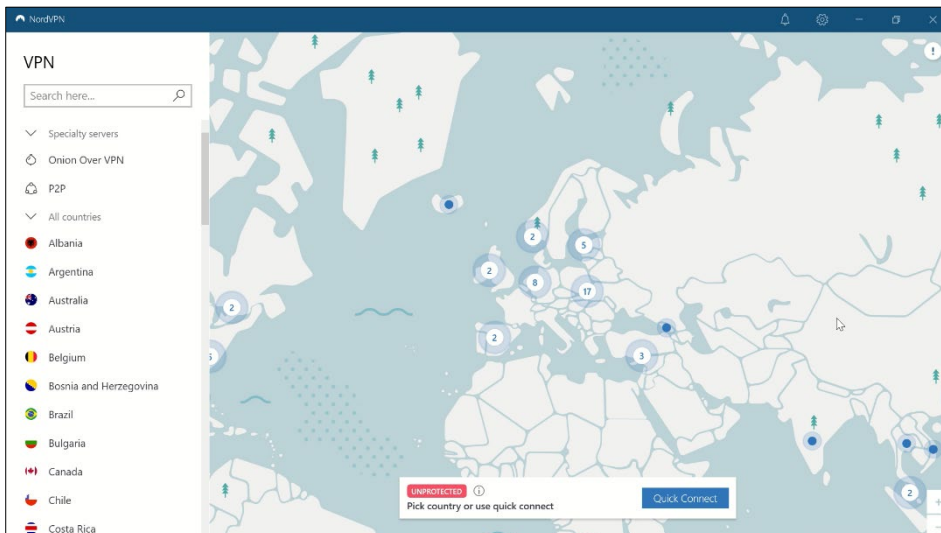 NordVPN
VPN
Search here...
Specialty servers
Onion Over VPN
P2P
All countries
Albania
Argentina
Australia
Austria
Belgium
Bosnia and Herzegovina
Brazil
Bulgaria
Canada
Chile
Costa Rica
2
5
2
8
17
2
2
3
2
UNPROTECTED
Pick country or use quick connect
Quick Connect